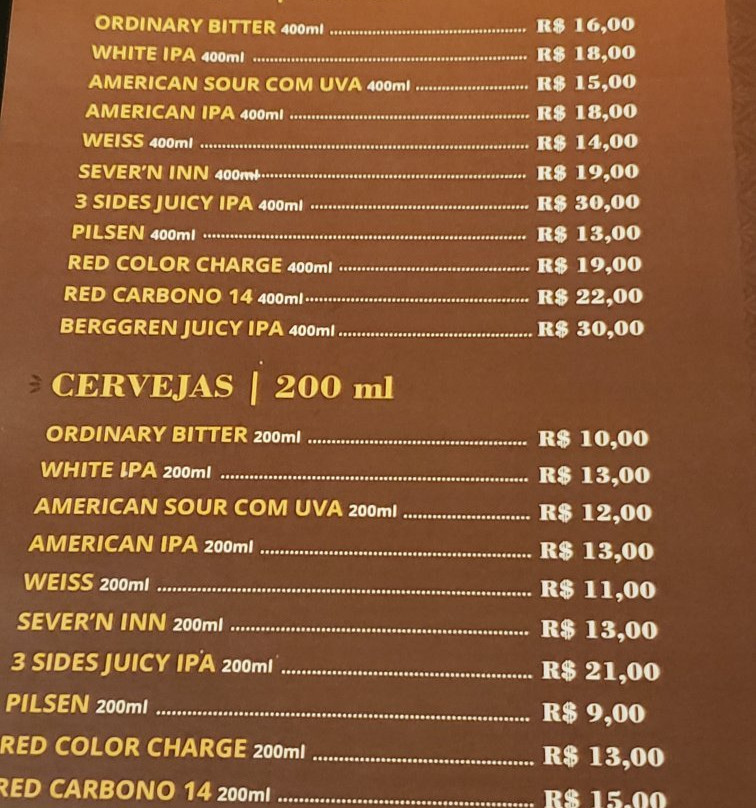 ORDINARY BITTER 400ml ........ R$ 16,00
WHITE IPA 400ml ........ R$ 18,00
AMERICAN SOUR COM UVA 400ml ........ R$ 15,00
AMERICAN IPA 400ml ........ R$ 18,00
WEISS 400ml ........ R$ 14,00
SEVER'N INN 400ml ........ R$ 19,00
3 SIDES JUICY IPA 400ml ........ R$ 30,00
PILSEN 400ml ........ R$ 13,00
RED COLOR CHARGE 400ml ........ R$ 19,00
RED CARBONO 14 400ml ........ R$ 22,00
BERGGREN JUICY IPA 400ml ........ R$ 30,00
CERVEJAS | 200 ml
ORDINARY BITTER 200ml ........ R$ 10,00
WHITE IPA 200ml ........ R$ 13,00
AMERICAN SOUR COM UVA 200ml ........ R$ 12,00
AMERICAN IPA 200ml ........ R$ 13,00
WEISS 200ml ........ R$ 11,00
SEVER'N INN 200ml ........ R$ 13,00
3 SIDES JUICY IPA 200ml ........ R$ 21,00
PILSEN 200ml ........ R$ 9,00
RED COLOR CHARGE 200ml ........ R$ 13,00
RED CARBONO 14 200ml ........ R$ 15,00